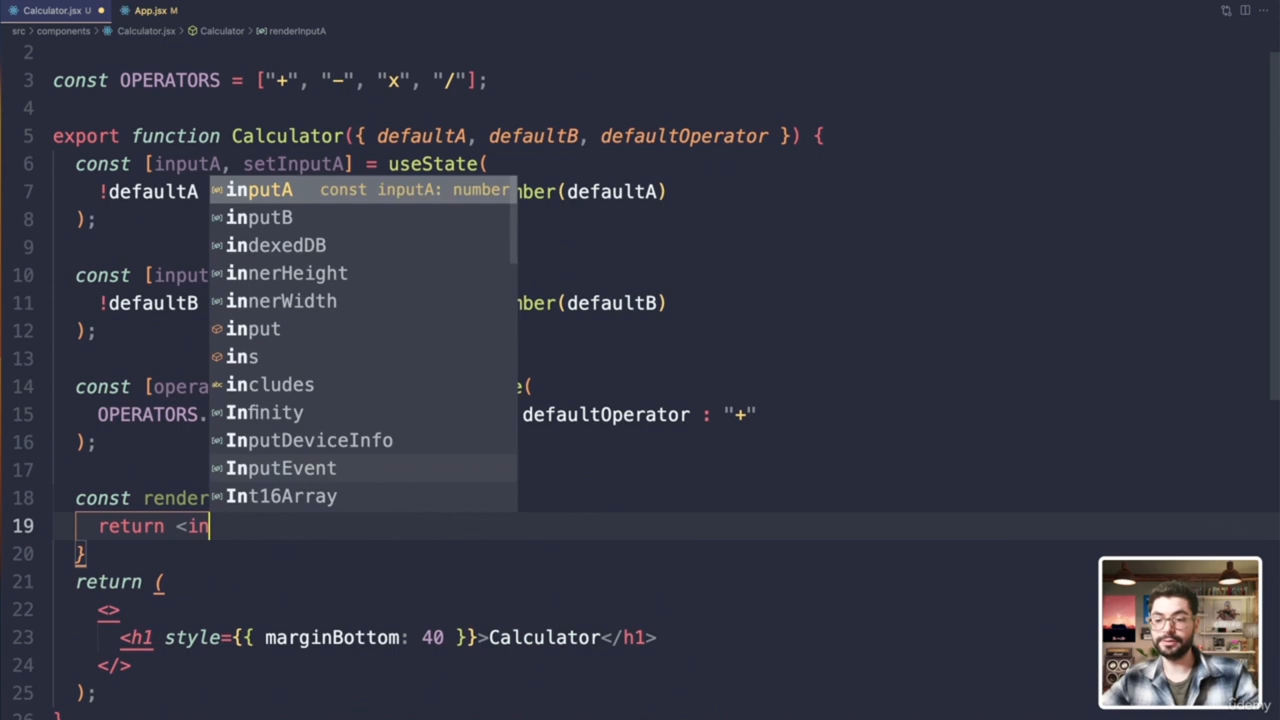 Calculator.jsx U
App.jsx M
src > components > Calculator.jsx > Calculator > renderInputA
2
3 const OPERATORS = ["+", "-", "x", "/"];
4
5 export function Calculator({ defaultA, defaultB, defaultOperator }) {
6 const [inputA, setInputA] = useState(
7 !defaultA mber(defaultA)
8 );
9
10 const [input
11 !defaultB mber(defaultB)
12 );
13
14 const [opera e(
15 OPERATORS. defaultOperator : "+"
16 );
17
18 const render
19 return <in
20 }
21 return (
22 <>
23 <h1 style={{ marginBottom: 40 }}>Calculator</h1>
24 </>
25 );
26 }
inputA const inputA: number
inputB
indexedDB
innerHeight
innerWidth
input
ins
includes
Infinity
InputDeviceInfo
InputEvent
Int16Array
ûdemy